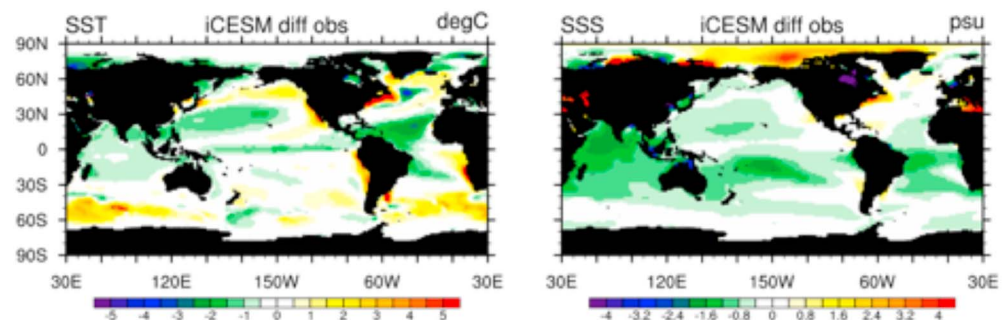 SST iCESM diff obs degC
90N
60N
30N
0
30S
60S
90S
30E 120E 150W 60W 30E
-5 -4 -3 -2 -1 0 1 2 3 4 5
SSS iCESM diff obs psu
90N
60N
30N
0
30S
60S
90S
30E 120E 150W 60W 30E
-4 -3.2 -2.4 -1.6 -0.8 0 0.8 1.6 2.4 3.2 4